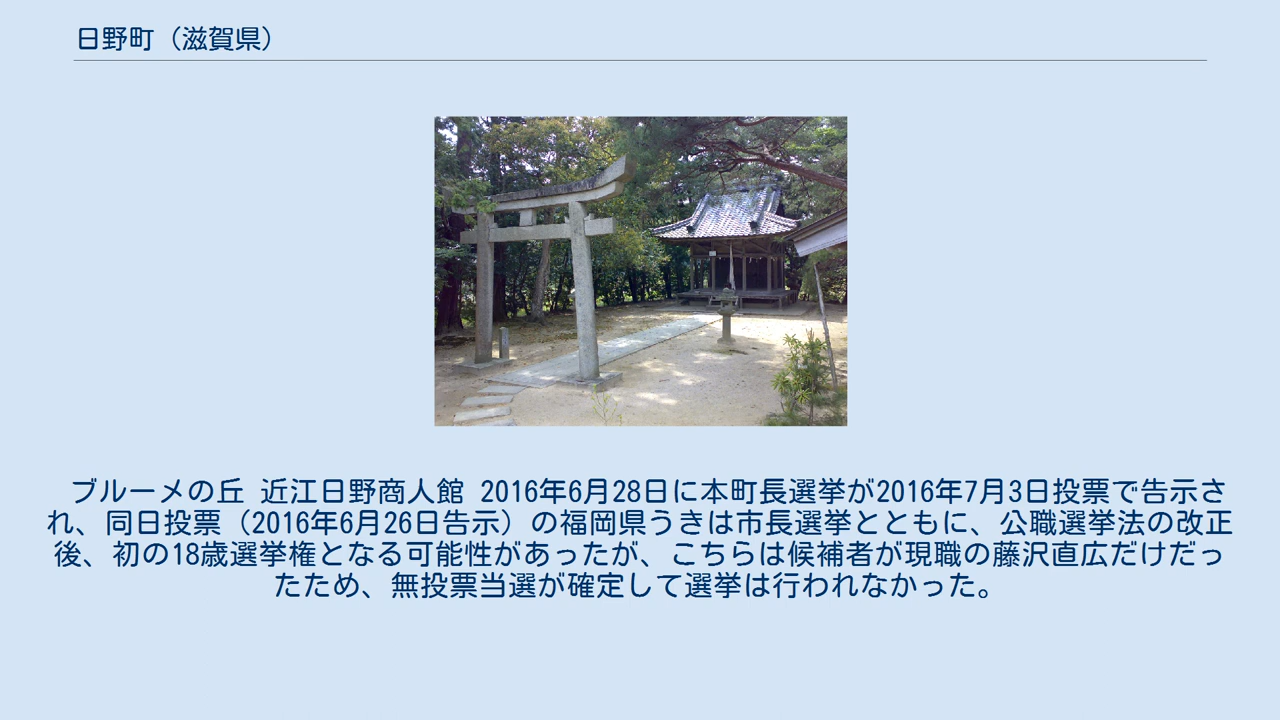 日野町（滋賀県）
ブルーメの丘 近江日野商人館 2016年6月28日に本町長選挙が2016年7月3日投票で告示さ
れ、同日投票（2016年6月26日告示）の福岡県うきは市長選挙とともに、公職選挙法の改正
後、初の18歳選挙権となる可能性があったが、こちらは候補者が現職の藤沢直広だけだっ
たため、無投票当選が確定して選挙は行われなかった。